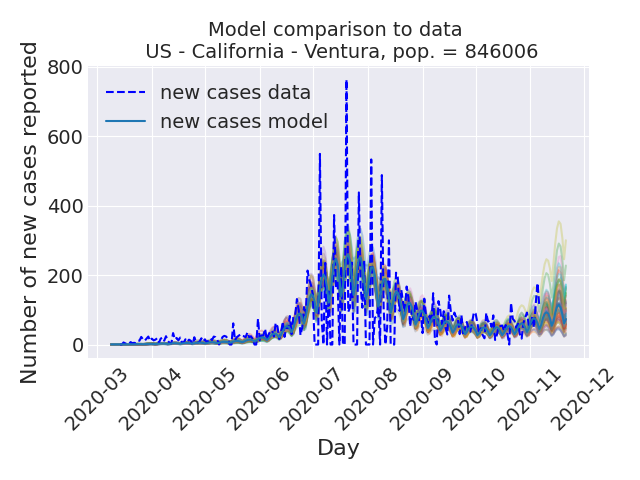 Model comparison to data
US - California - Ventura, pop. = 846006
Number of new cases reported
800
600
400
200
0
new cases data
new cases model
2020-03
2020-04
2020-05
2020-06
2020-07
2020-08
2020-09
2020-10
2020-11
2020-12
Day